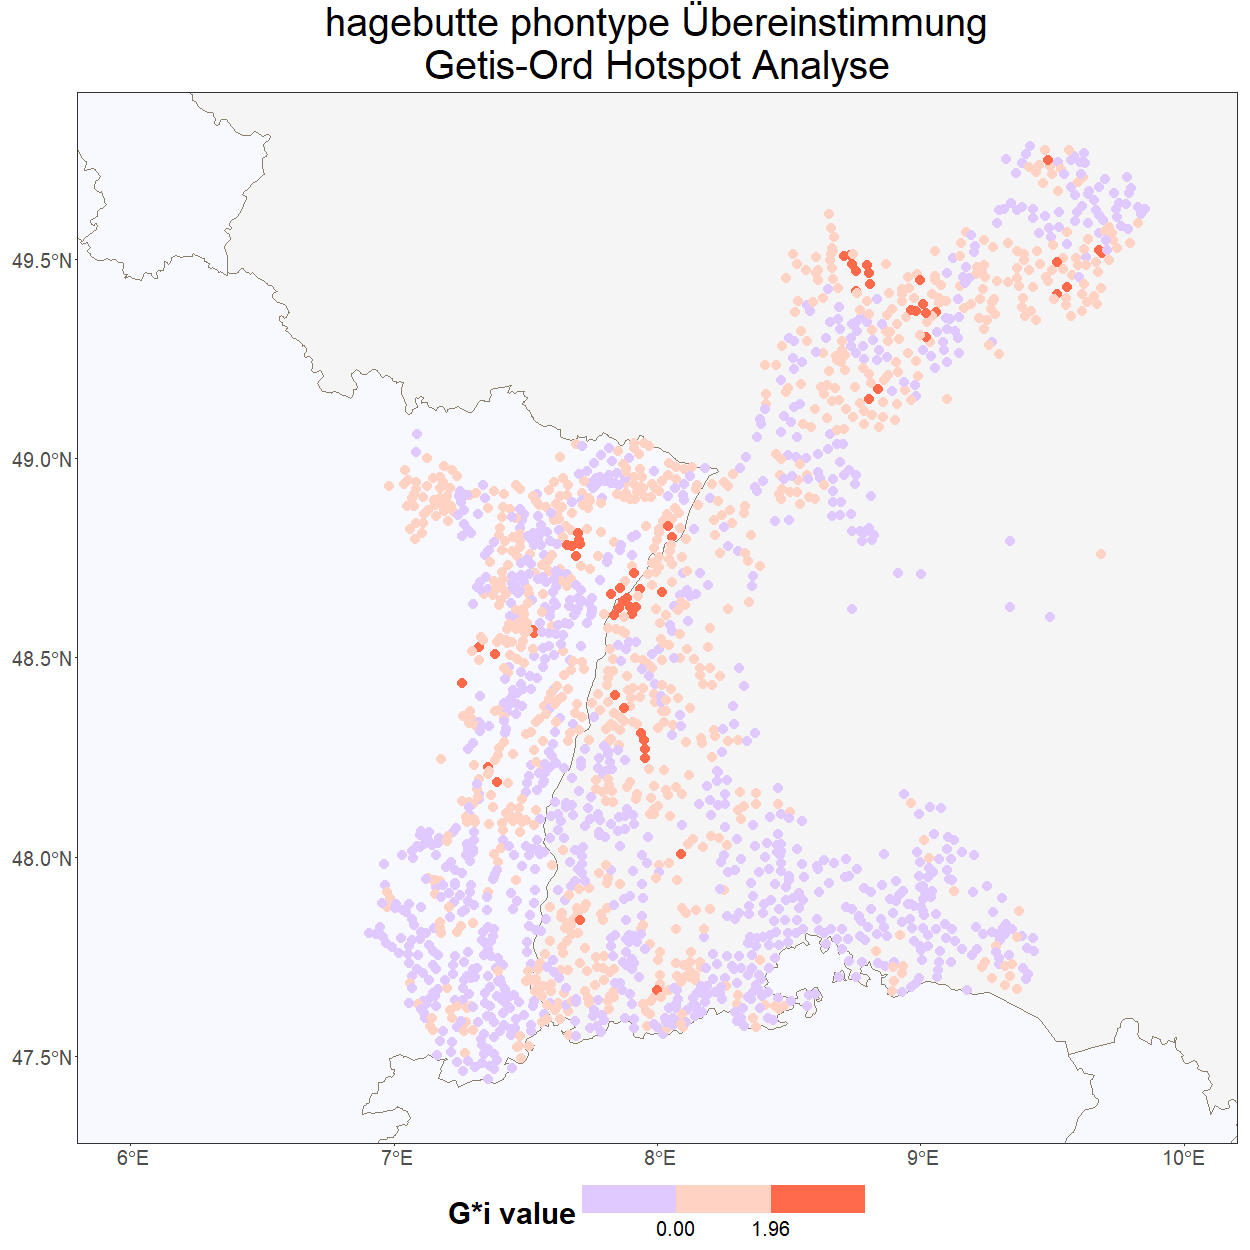 hagebutte phontype Übereinstimmung
Getis-Ord Hotspot Analyse
49.5°N
49.0°N
48.5°N
48.0°N
47.5°N
6°E 7°E 8°E 9°E 10°E
G*i value
0.00 1.96